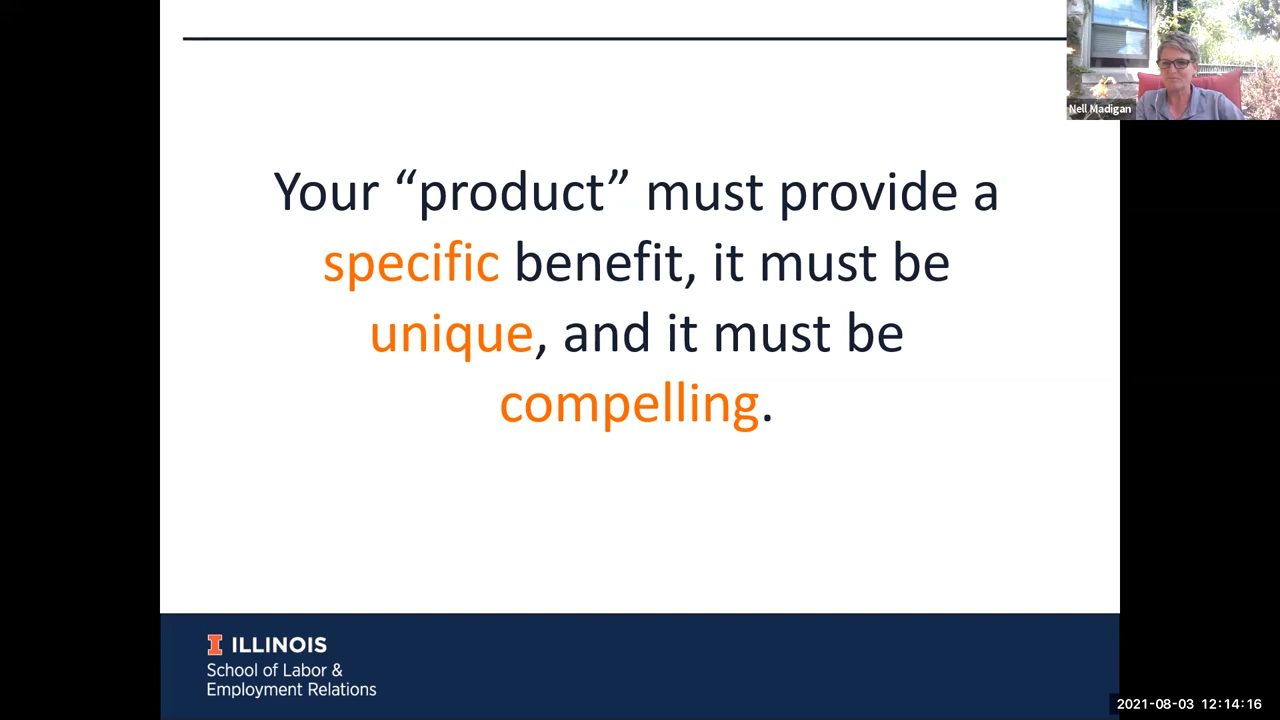 Nell Madigan
Your “product” must provide a
specific benefit, it must be
unique, and it must be
compelling.
I ILLINOIS
School of Labor &
Employment Relations
2021-08-03 12:14:16